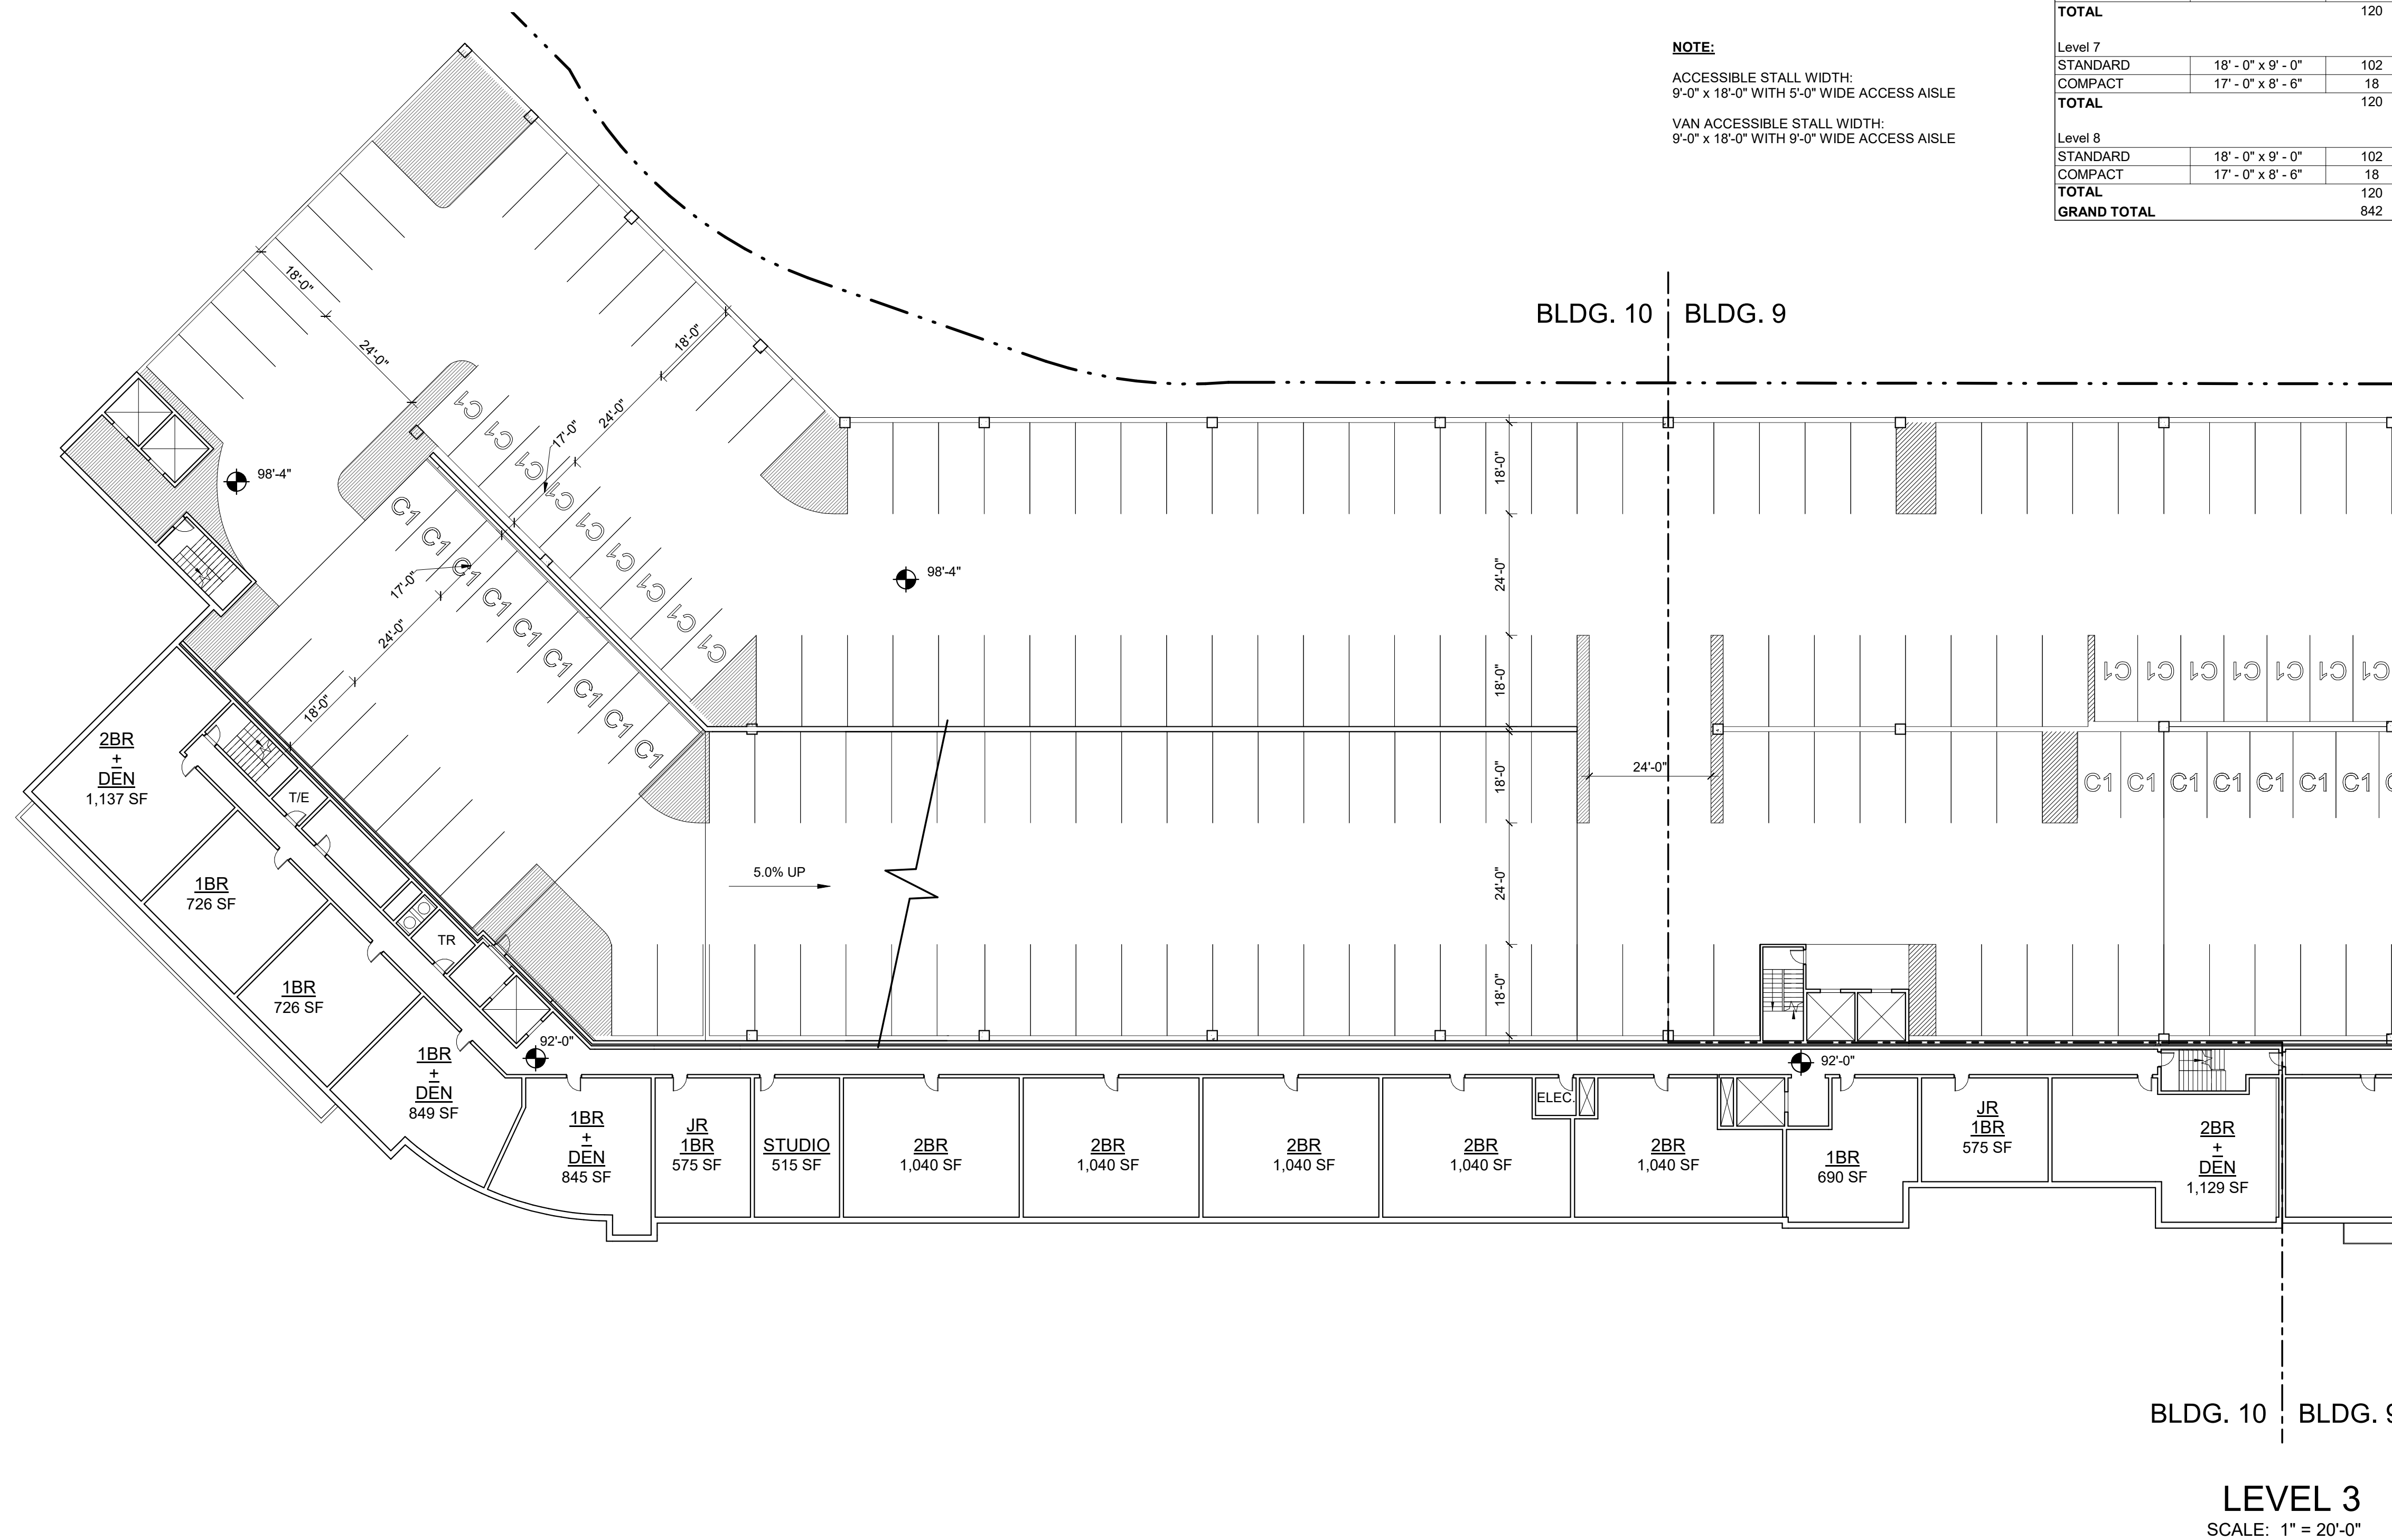 TOTAL 120
Level 7
STANDARD 18' - 0" x 9' - 0" 102
COMPACT 17' - 0" x 8' - 6" 18
TOTAL 120
Level 8
STANDARD 18' - 0" x 9' - 0" 102
COMPACT 17' - 0" x 8' - 6" 18
TOTAL 120
GRAND TOTAL 842
NOTE:
ACCESSIBLE STALL WIDTH:
9'-0" x 18'-0" WITH 5'-0" WIDE ACCESS AISLE
VAN ACCESSIBLE STALL WIDTH:
9'-0" x 18'-0" WITH 9'-0" WIDE ACCESS AISLE
BLDG. 10
BLDG. 9
18'-0"
24'-0"
18'-0"
24'-0"
17'-0"
C1
C1
C1
C1
C1
C1
C1
C1
C1
98'-4"
C1
C1
C1
C1
C1
C1
C1
C1
C1
17'-0"
24'-0"
18'-0"
98'-4"
18'-0"
24'-0"
18'-0"
18'-0"
24'-0"
18'-0"
24'-0"
C1 C1 C1 C1 C1 C1 C1
C1 C1 C1 C1 C1 C1 C1
5.0% UP
2BR
+
DEN
1,137 SF
T/E
1BR
726 SF
TR
1BR
726 SF
92'-0"
1BR
+
DEN
849 SF
92'-0"
1BR
+
DEN
845 SF
JR
1BR
575 SF
STUDIO
515 SF
2BR
1,040 SF
2BR
1,040 SF
2BR
1,040 SF
2BR
1,040 SF
ELEC.
2BR
1,040 SF
1BR
690 SF
JR
1BR
575 SF
2BR
+
DEN
1,129 SF
BLDG. 10
BLDG. 9
LEVEL 3
SCALE: 1" = 20'-0"